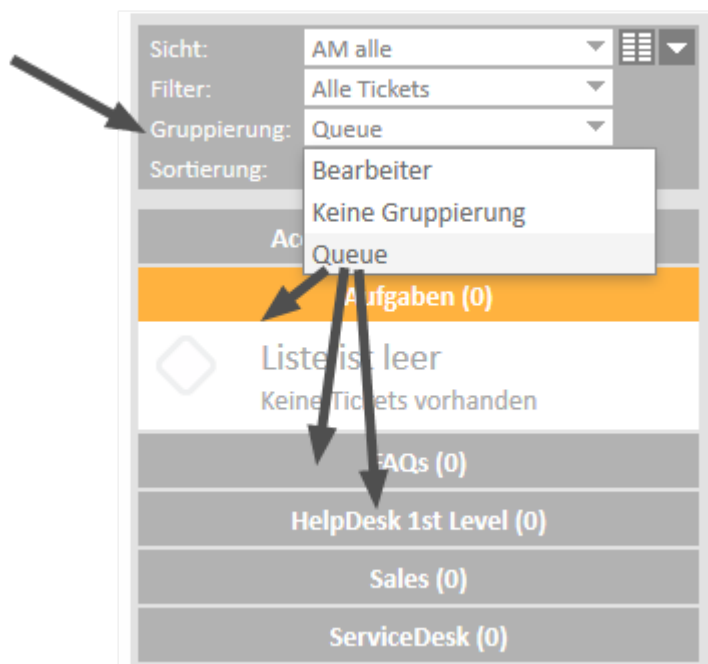 Sicht: AM alle
Filter: Alle Tickets
Gruppierung: Queue
Sortierung:
Bearbeiter
Keine Gruppierung
Queue
Aufgaben (0)
Liste ist leer
Keine Tickets vorhanden
FAQs (0)
HelpDesk 1st Level (0)
Sales (0)
ServiceDesk (0)